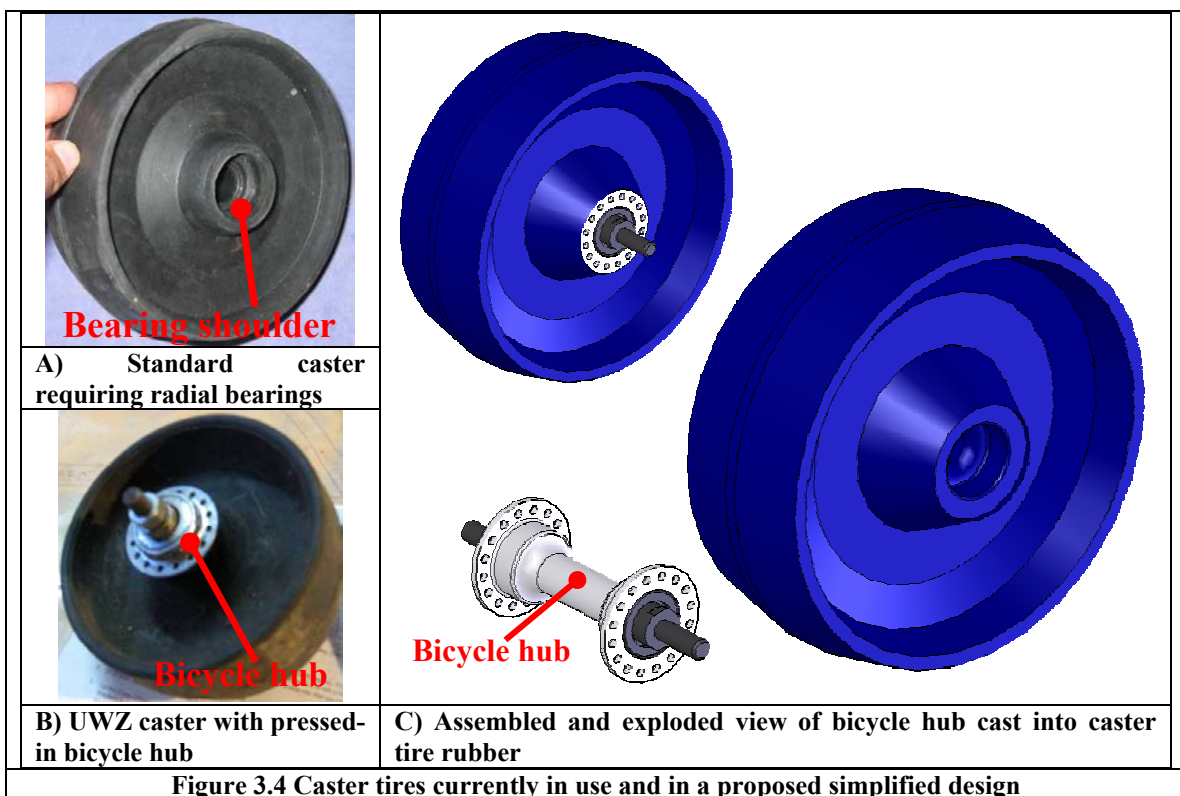 Bearing shoulder
A) Standard caster
requiring radial bearings
Bicycle hub
B) UWZ caster with pressed-
in bicycle hub
Bicycle hub
C) Assembled and exploded view of bicycle hub cast into caster
tire rubber
Figure 3.4 Caster tires currently in use and in a proposed simplified design